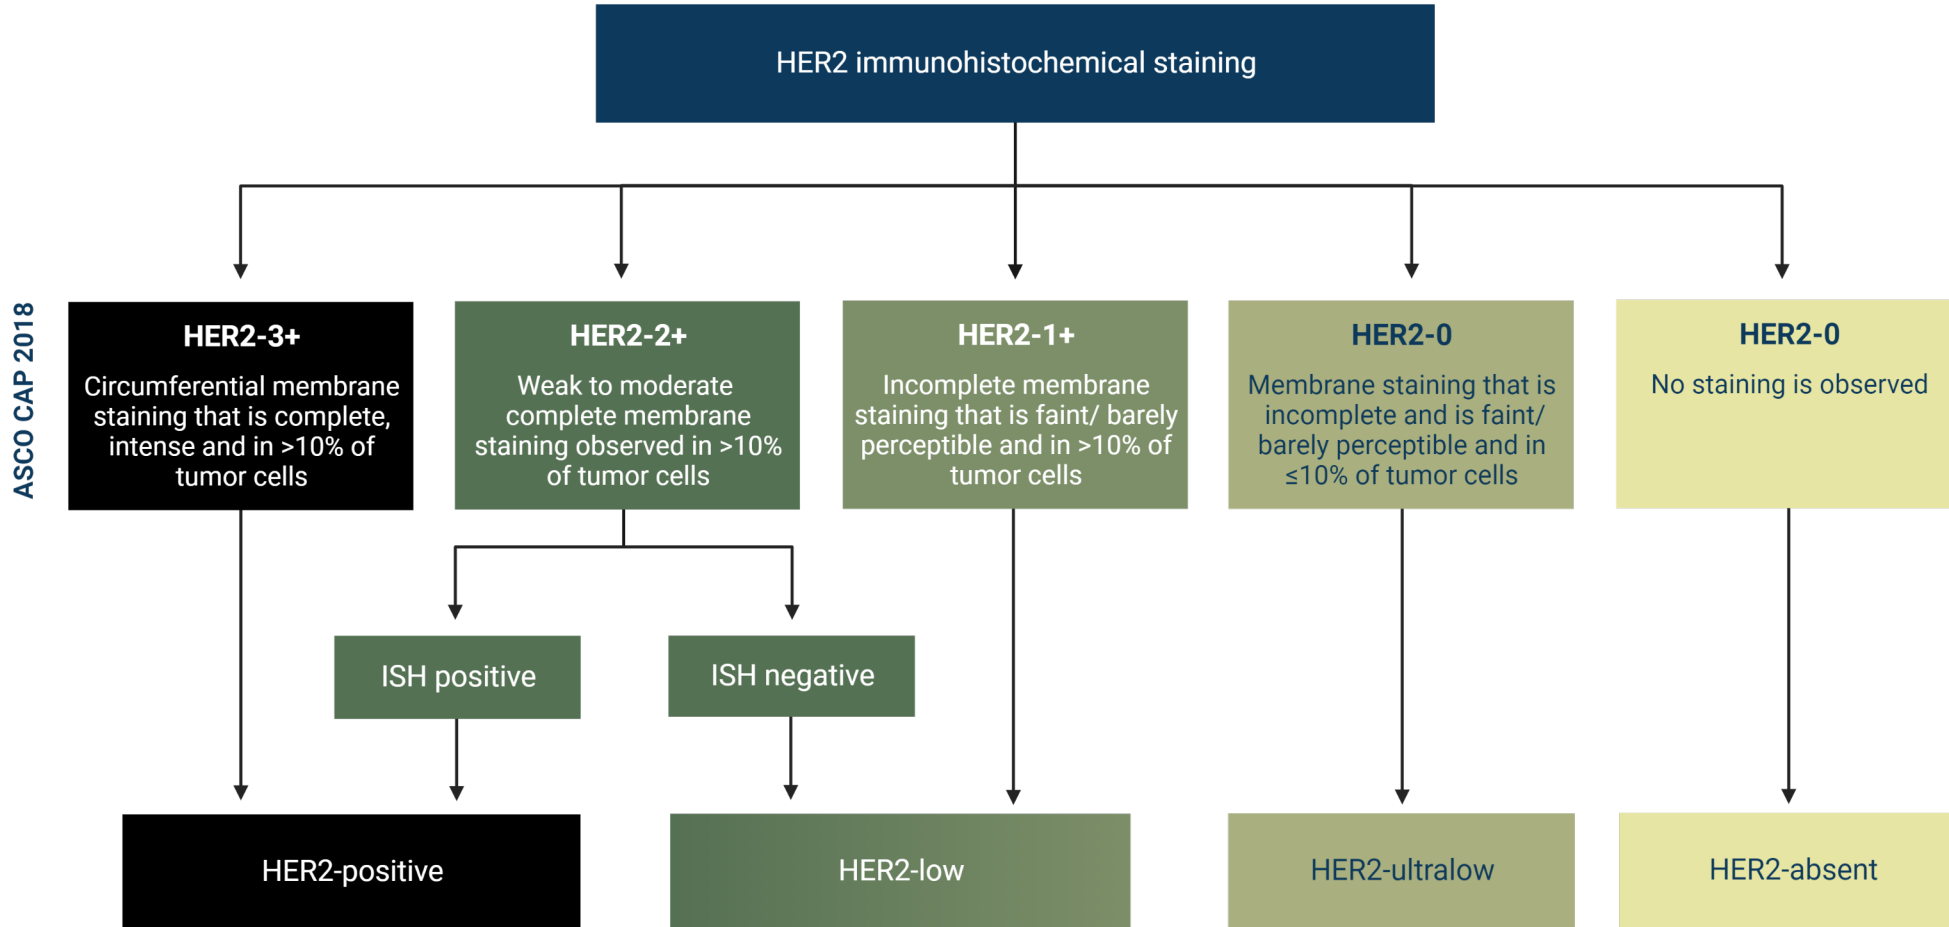 HER2 immunohistochemical staining
ASCO CAP 2018
HER2-3+
Circumferential membrane
staining that is complete,
intense and in >10% of
tumor cells
HER2-2+
Weak to moderate
complete membrane
staining observed in >10%
of tumor cells
HER2-1+
Incomplete membrane
staining that is faint/ barely
perceptible and in >10% of
tumor cells
HER2-0
Membrane staining that is
incomplete and is faint/
barely perceptible and in
≤10% of tumor cells
HER2-0
No staining is observed
ISH positive
ISH negative
HER2-positive
HER2-low
HER2-ultralow
HER2-absent